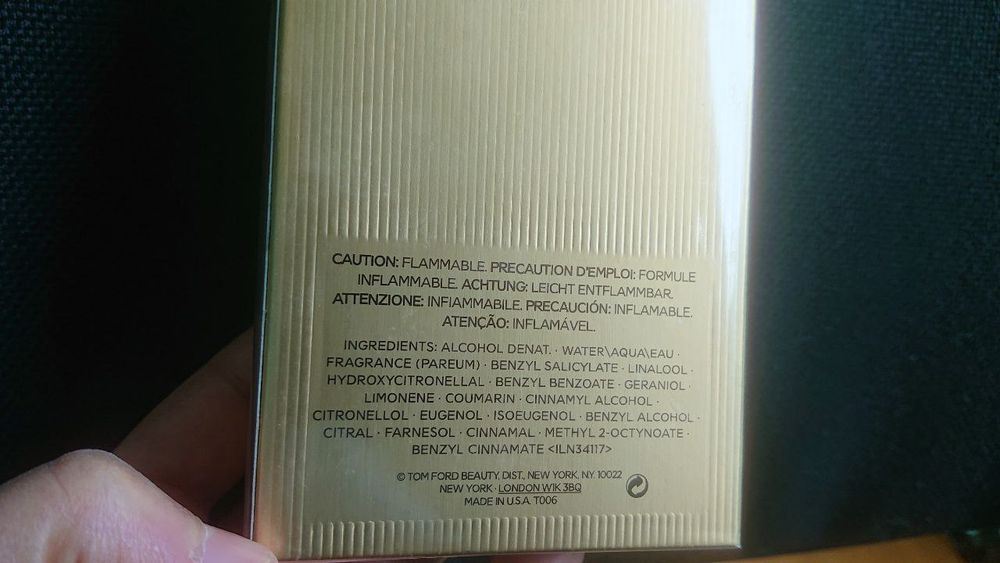 CAUTION: FLAMMABLE. PRECAUTION D'EMPLOI: FORMULE
INFLAMMABLE. ACHTUNG: LEICHT ENTFLAMMBAR.
ATTENZIONE: INFIAMMABILE. PRECAUCIÓN: INFLAMABLE.
ATENÇÃO: INFLAMÁVEL.
INGREDIENTS: ALCOHOL DENAT. · WATER\AQUA\EAU ·
FRAGRANCE (PAREUM) · BENZYL SALICYLATE · LINALOOL ·
HYDROXYCITRONELLAL · BENZYL BENZOATE · GERANIOL ·
LIMONENE · COUMARIN · CINNAMYL ALCOHOL ·
CITRONELLOL · EUGENOL · ISOEUGENOL · BENZYL ALCOHOL ·
CITRAL · FARNESOL · CINNAMAL · METHYL 2-OCTYNOATE ·
BENZYL CINNAMATE <ILN34117>
© TOM FORD BEAUTY, DIST., NEW YORK, NY. 10022
NEW YORK · LONDON W1K 3BQ
MADE IN U.S.A. T006